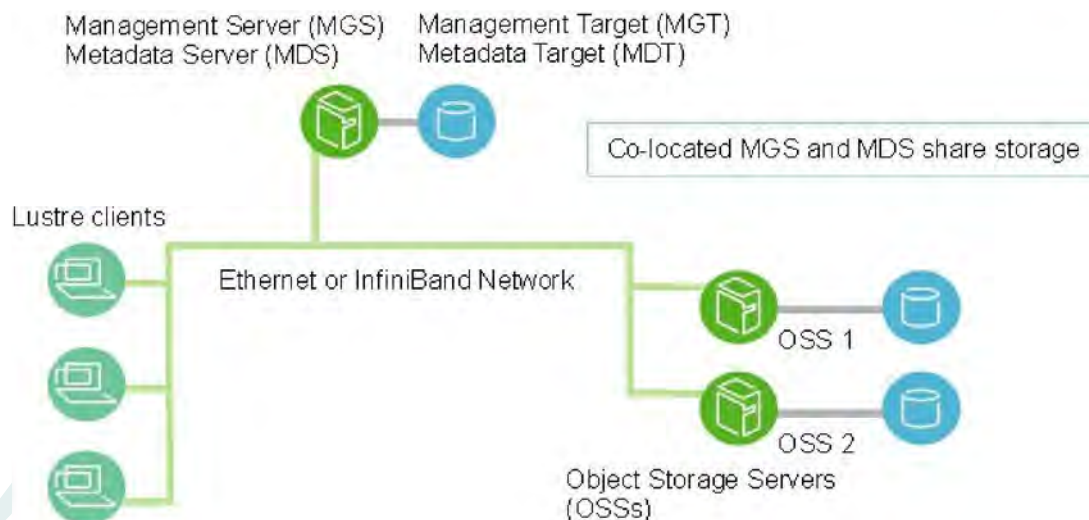 Management Server (MGS)
Metadata Server (MDS)
Management Target (MGT)
Metadata Target (MDT)
Co-located MGS and MDS share storage
Lustre clients
Ethernet or InfiniBand Network
OSS 1
OSS 2
Object Storage Servers
(OSSs)